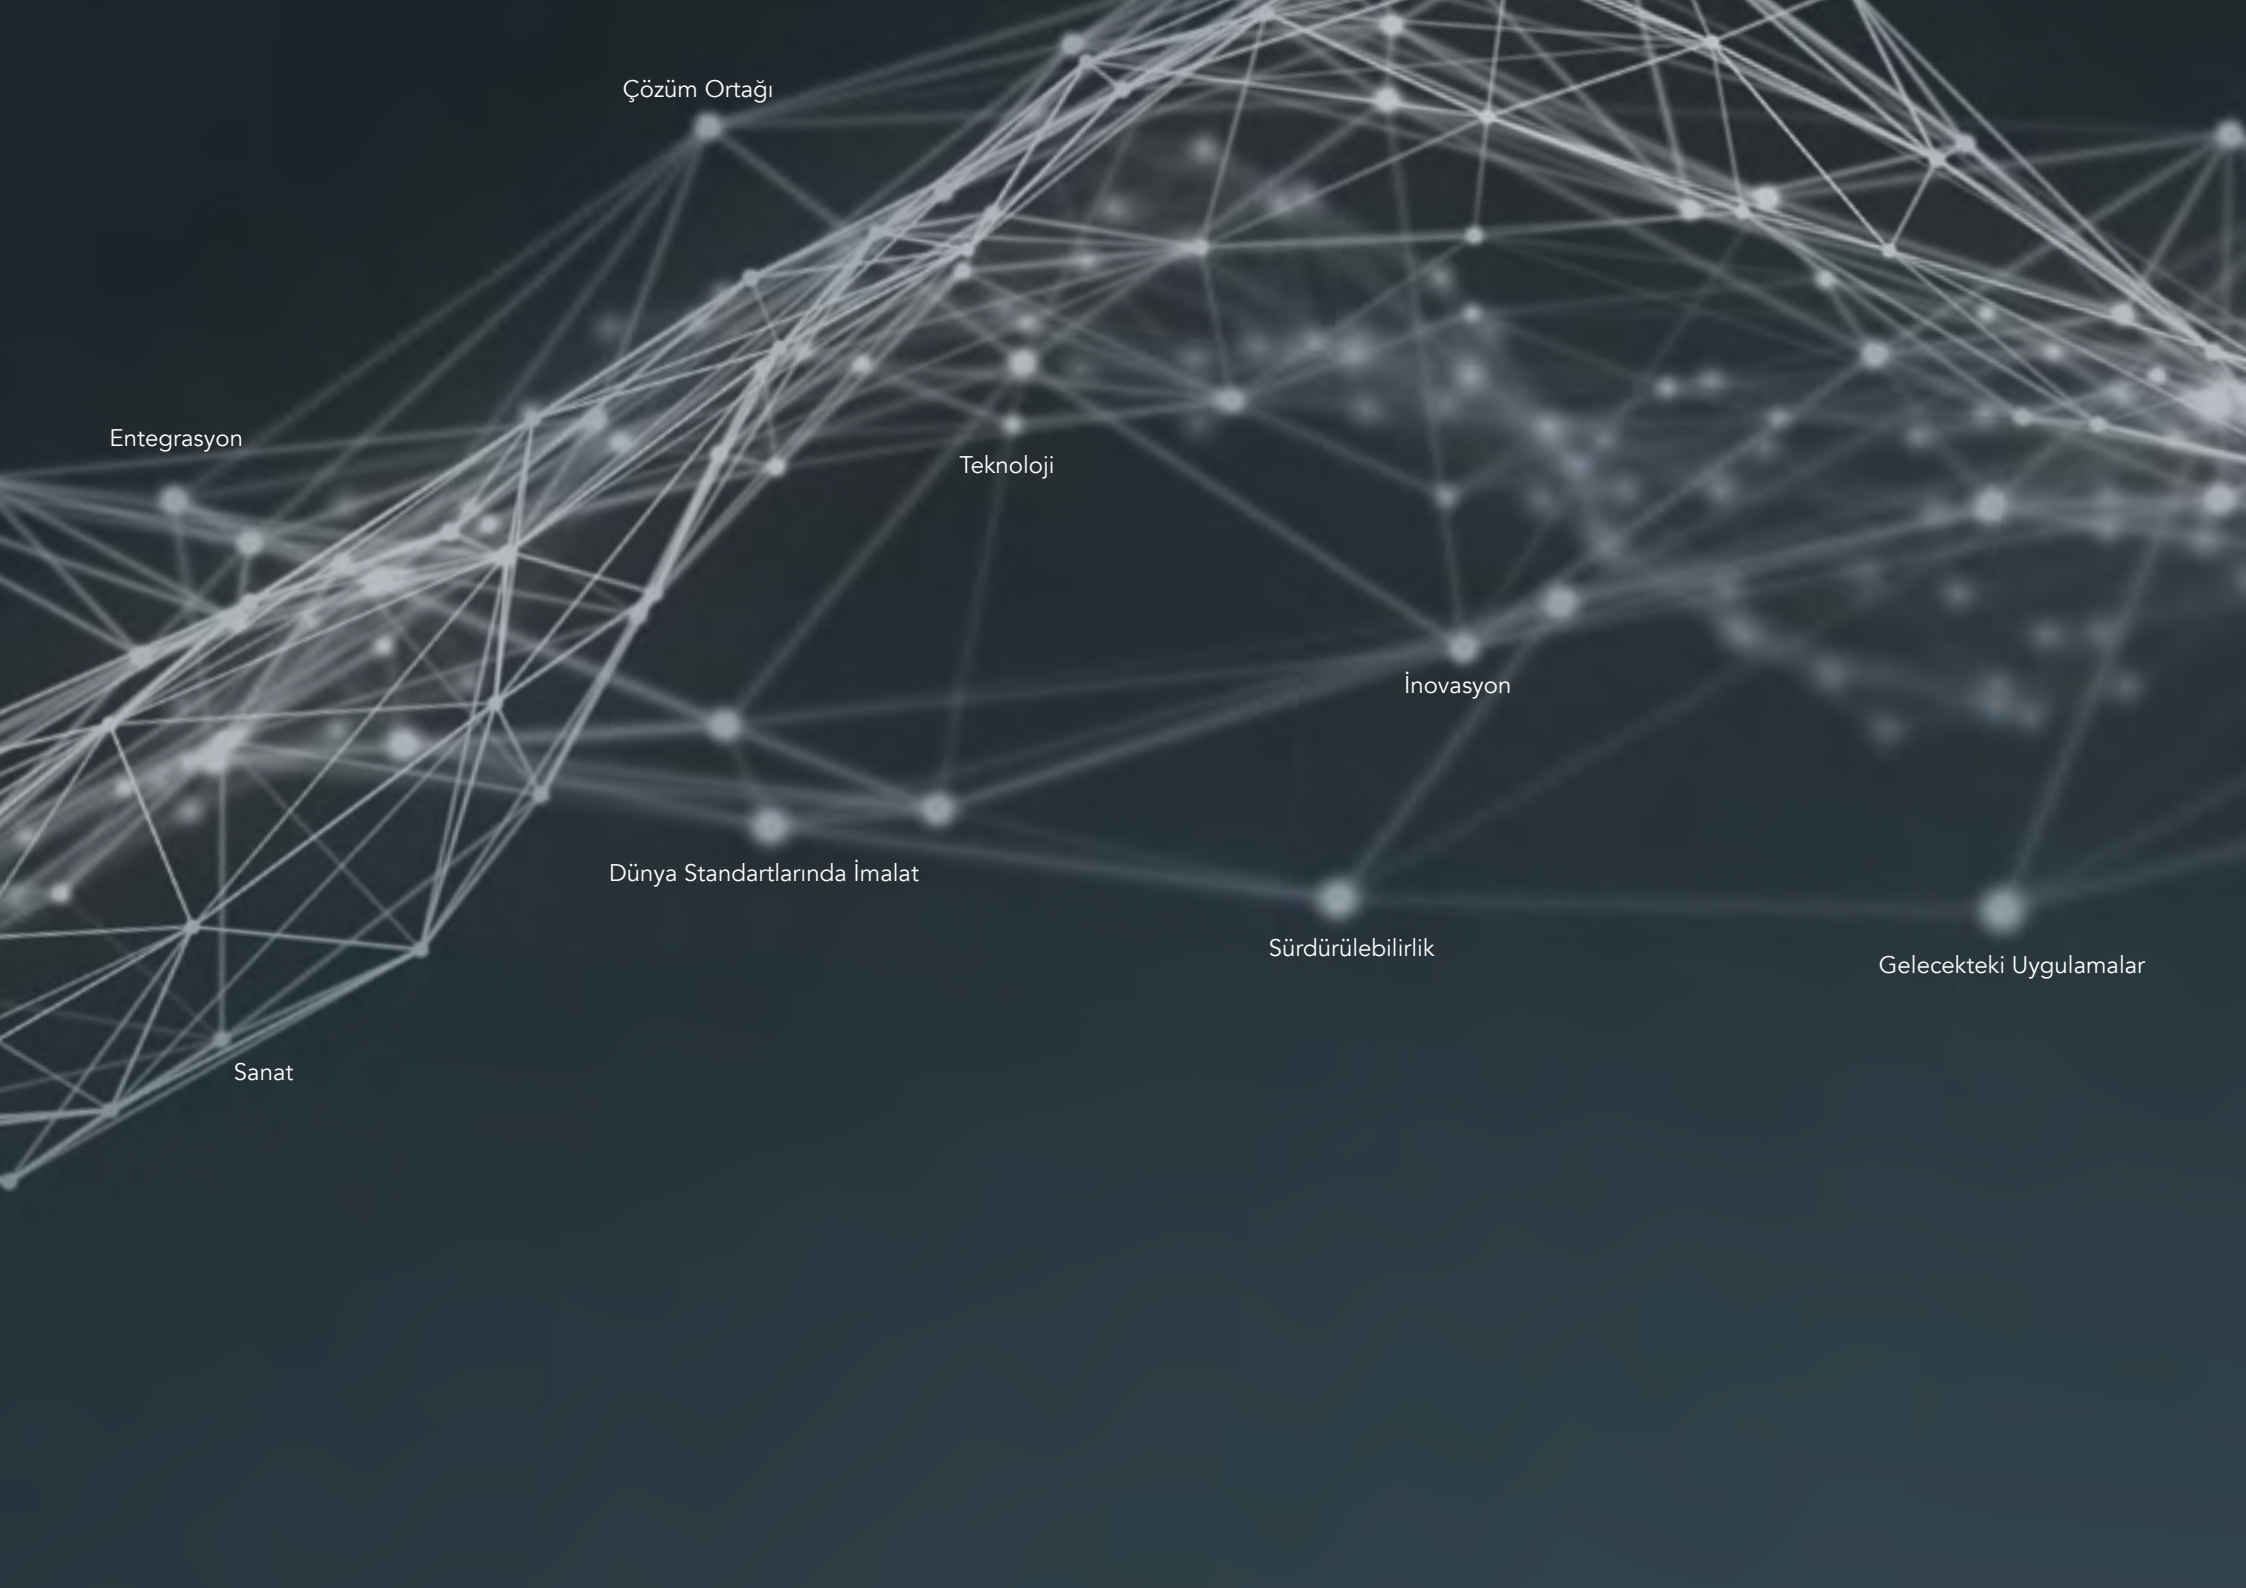 Çözüm Ortağı
Entegrasyon
Teknoloji
İnovasyon
Dünya Standartlarında İmalat
Sürdürülebilirlik
Gelecekteki Uygulamalar
Sanat